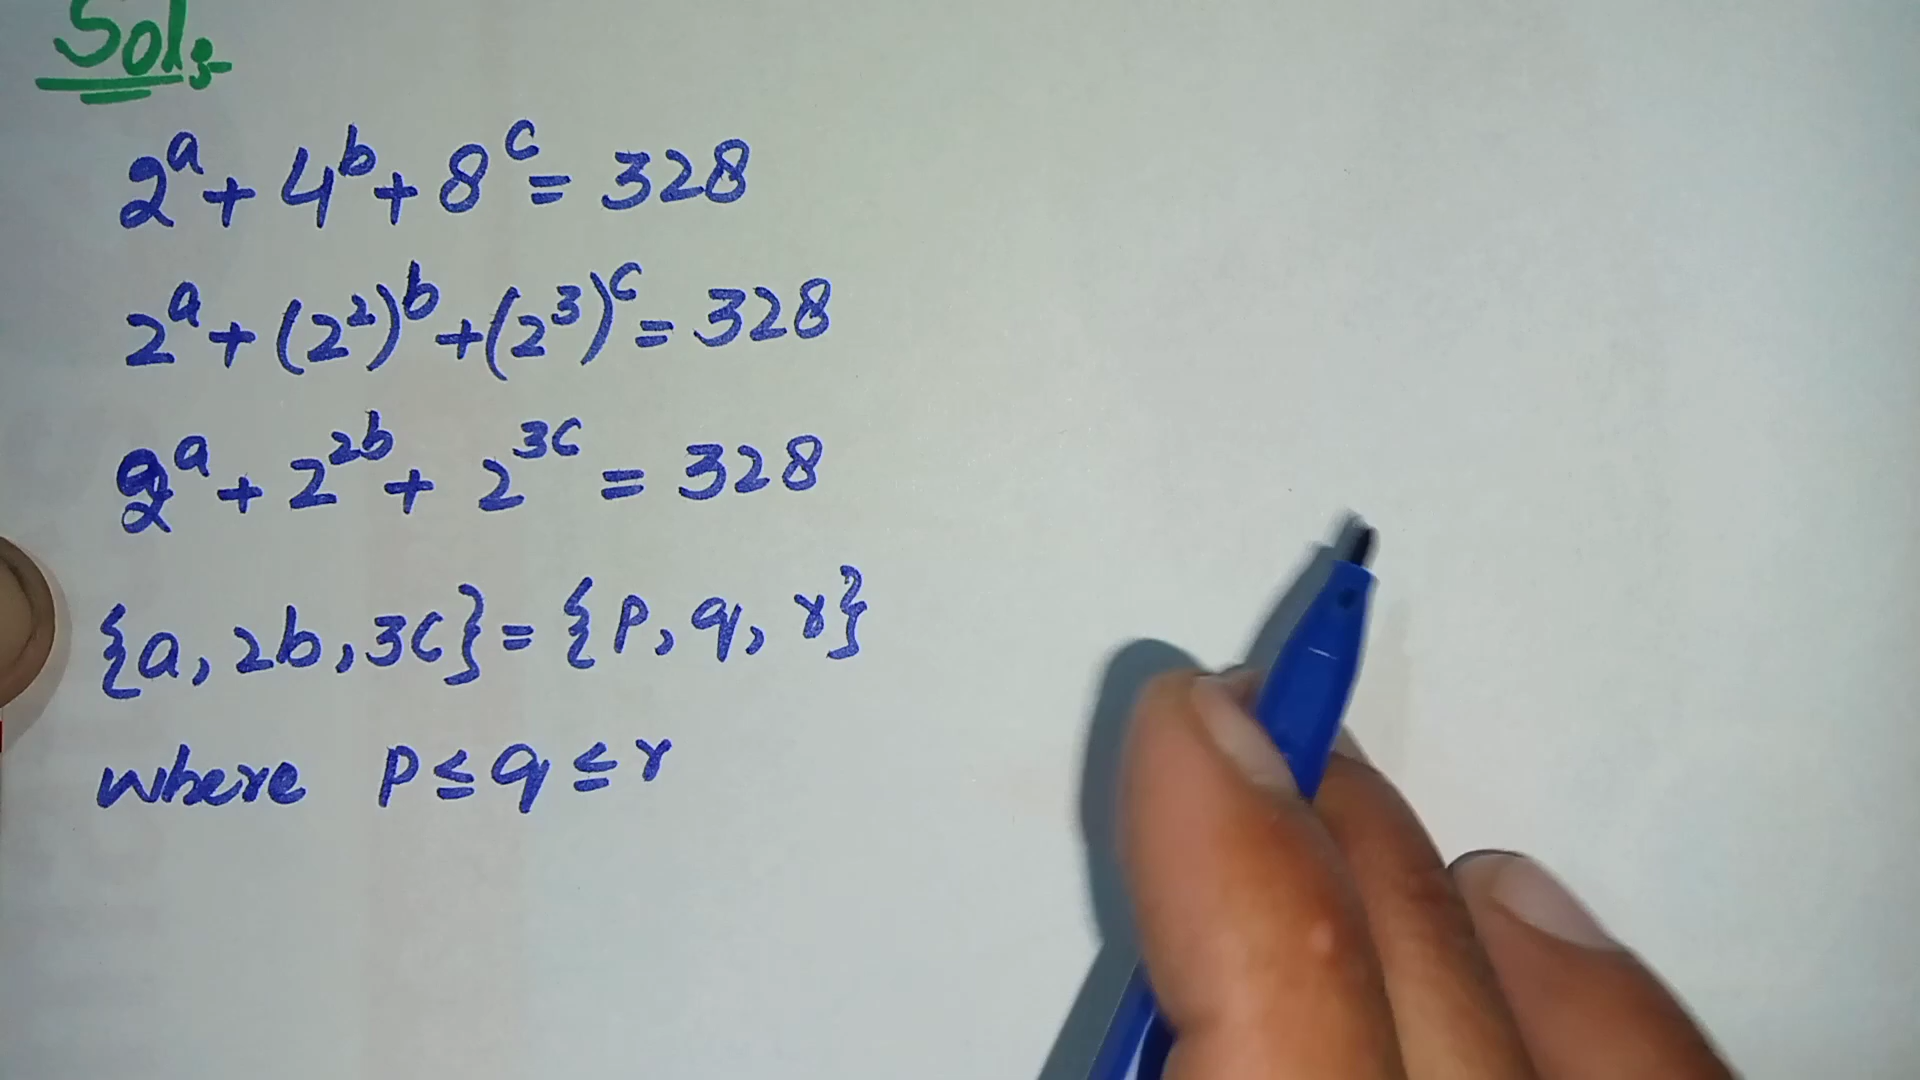 Sol:-
2^a + 4^b + 8^c = 328
2^a + (2^2)^b + (2^3)^c = 328
2^a + 2^{2b} + 2^{3c} = 328
{a, 2b, 3c} = {p, q, r}
where p ≤ q ≤ r